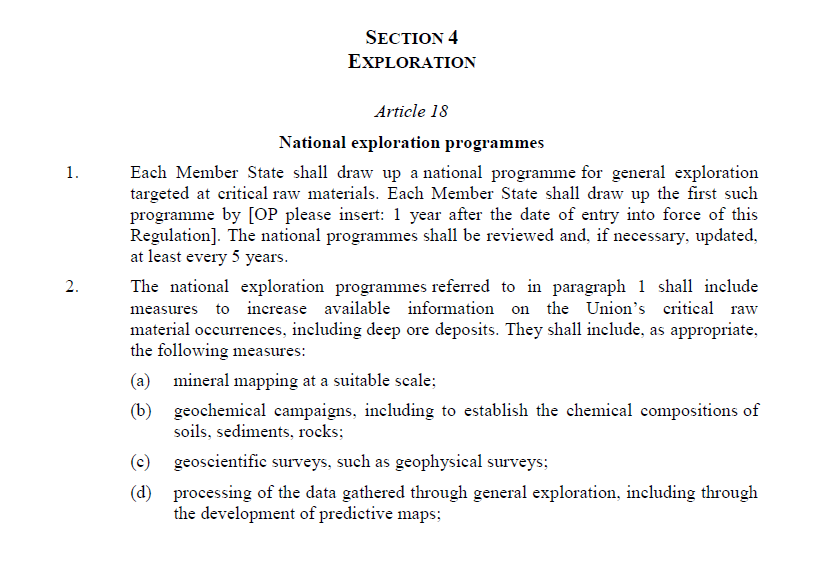 SECTION 4
EXPLORATION
Article 18
National exploration programmes
1. Each Member State shall draw up a national programme for general exploration
targeted at critical raw materials. Each Member State shall draw up the first such
programme by [OP please insert: 1 year after the date of entry into force of this
Regulation]. The national programmes shall be reviewed and, if necessary, updated,
at least every 5 years.
2. The national exploration programmes referred to in paragraph 1 shall include
measures to increase available information on the Union's critical raw
material occurrences, including deep ore deposits. They shall include, as appropriate,
the following measures:
(a) mineral mapping at a suitable scale;
(b) geochemical campaigns, including to establish the chemical compositions of
soils, sediments, rocks;
(c) geoscientific surveys, such as geophysical surveys;
(d) processing of the data gathered through general exploration, including through
the development of predictive maps;